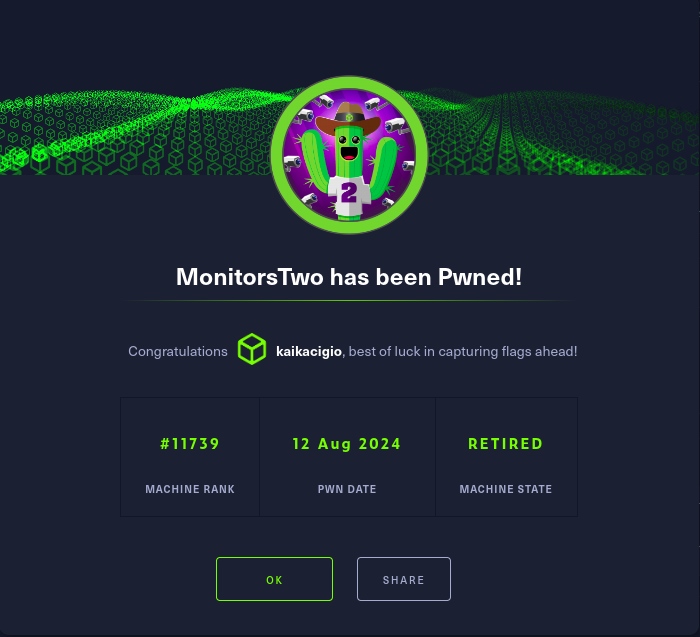 2
MonitorsTwo has been Pwned!
Congratulations kaikacigio, best of luck in capturing flags ahead!
#11739 12 Aug 2024 RETIRED
MACHINE RANK PWN DATE MACHINE STATE
OK SHARE